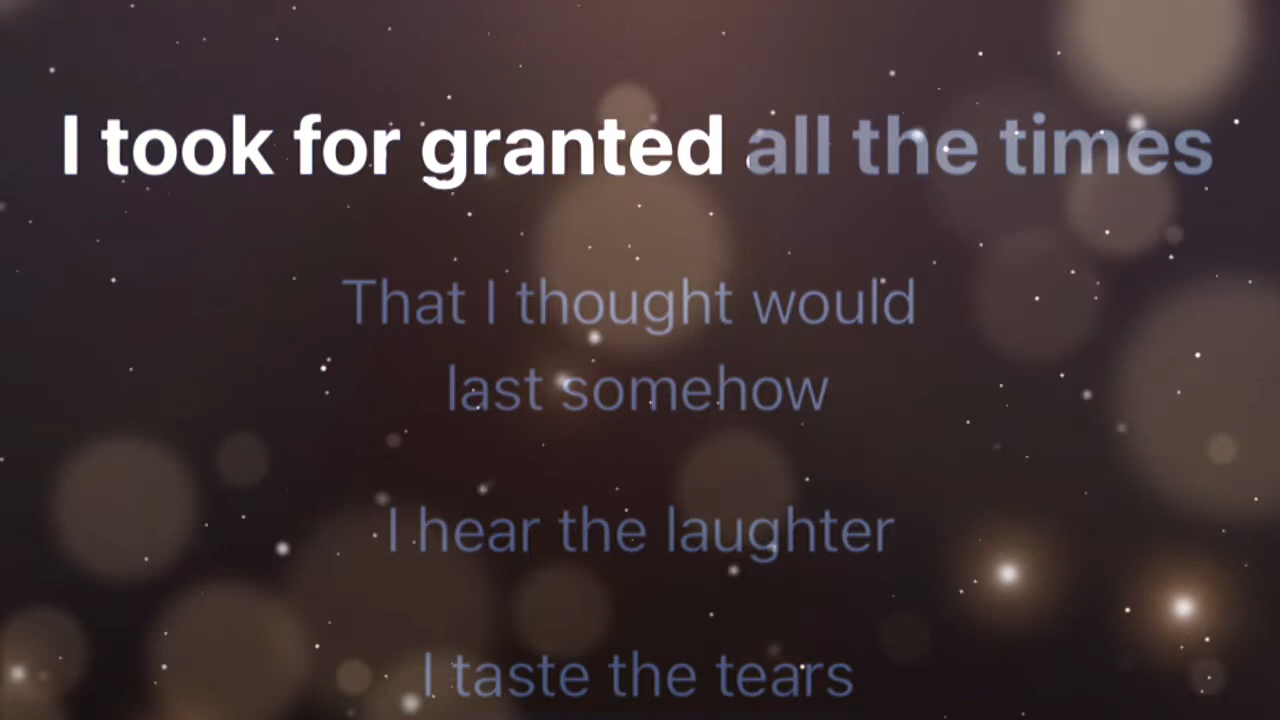 I took for granted all the times
That I thought would
last somehow
I hear the laughter
I taste the tears